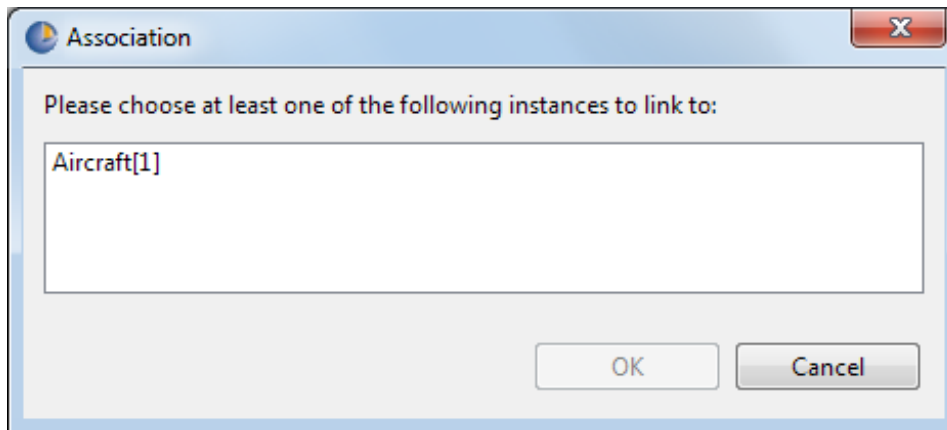 Association
Please choose at least one of the following instances to link to:
Aircraft[1]
OK
Cancel